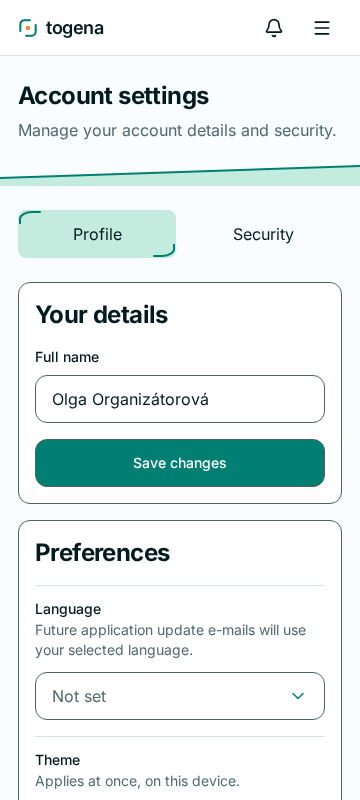 togena
Account settings
Manage your account details and security.
Profile
Security
Your details
Full name
Olga Organizátorová
Save changes
Preferences
Language
Future application update e-mails will use
your selected language.
Not set
Theme
Applies at once, on this device.